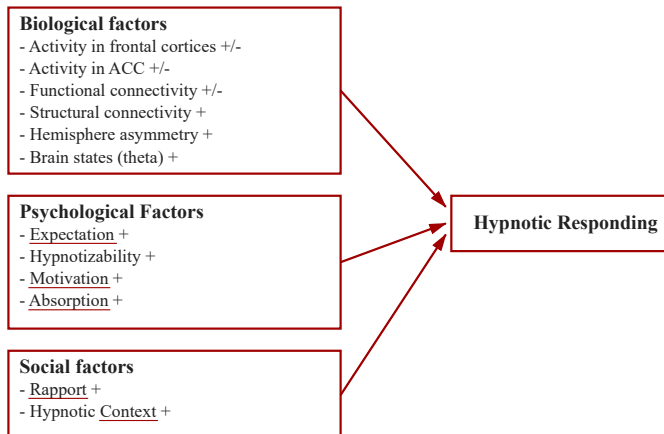 Biological factors
- Activity in frontal cortices +/-
- Activity in ACC +/-
- Functional connectivity +/-
- Structural connectivity +
- Hemisphere asymmetry +
- Brain states (theta) +
Psychological Factors
- Expectation +
- Hypnotizability +
- Motivation +
- Absorption +
Social factors
- Rapport +
- Hypnotic Context +
Hypnotic Responding